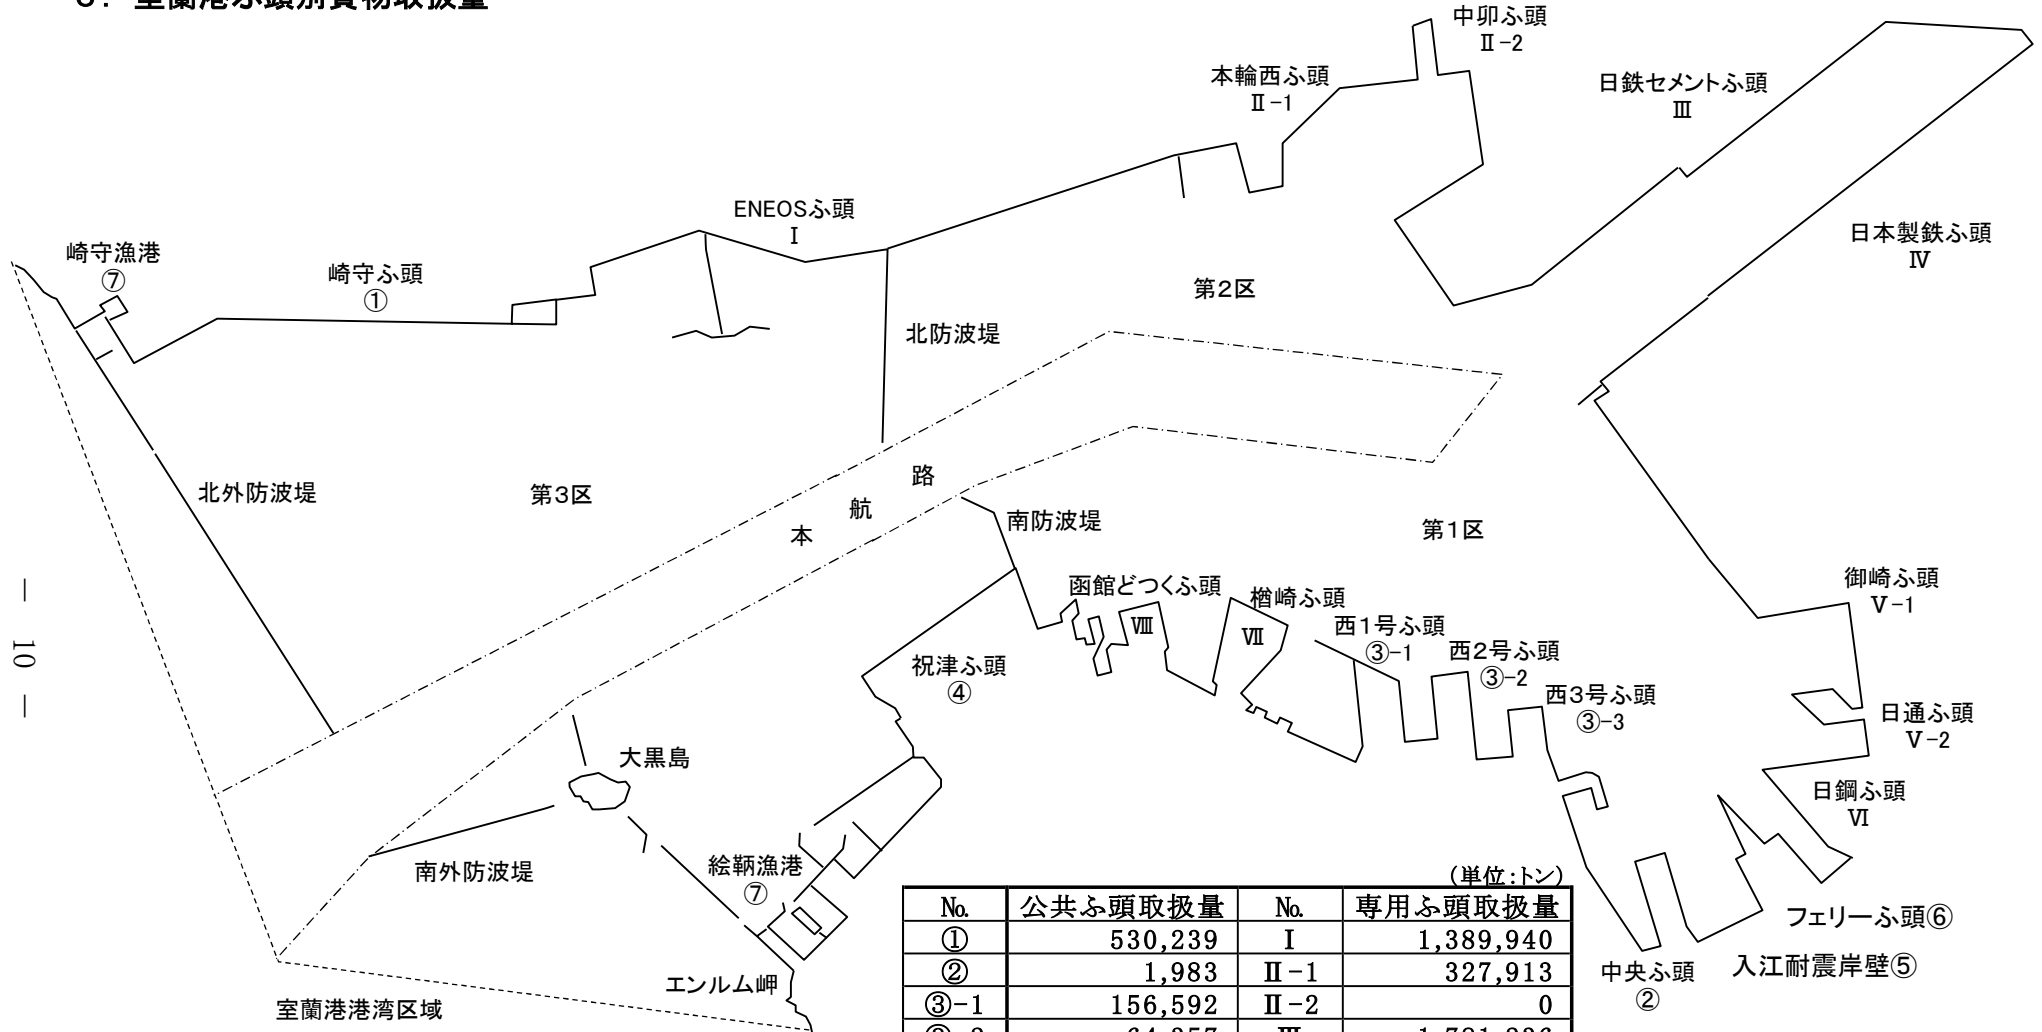 中卯ふ頭
Ⅱ-2
本輪西ふ頭
Ⅱ-1
日鉄セメントふ頭
Ⅲ
ENEOSふ頭
Ⅰ
日本製鉄ふ頭
Ⅳ
崎守漁港
⑦
崎守ふ頭
①
第2区
北防波堤
北外防波堤
第3区
本 航 路
南防波堤
第1区
函館どつくふ頭
Ⅷ
楢崎ふ頭
Ⅶ
西1号ふ頭
③-1
西2号ふ頭
③-2
西3号ふ頭
③-3
御崎ふ頭
Ⅴ-1
日通ふ頭
Ⅴ-2
日鋼ふ頭
Ⅵ
祝津ふ頭
④
大黒島
南外防波堤
絵鞆漁港
⑦
フェリーふ頭⑥
入江耐震岸壁⑤
中央ふ頭
②
エンルム岬
室蘭港港湾区域
(単位:トン)
№ 公共ふ頭取扱量 № 専用ふ頭取扱量
① 530,239 Ⅰ 1,389,940
② 1,983 Ⅱ-1 327,913
③-1 156,592 Ⅱ-2 0
― 10 ―